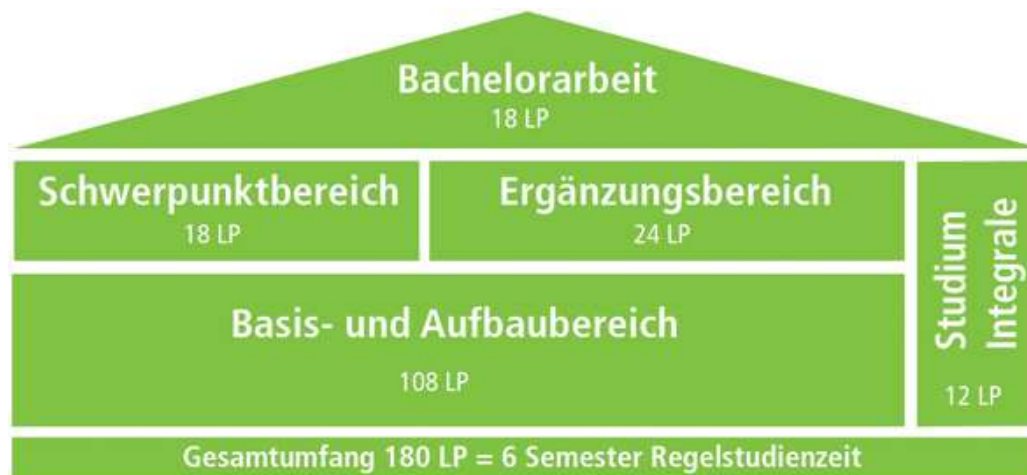 Bachelorarbeit
18 LP
Schwerpunktbereich
18 LP
Ergänzungsbereich
24 LP
Basis- und Aufbaubereich
108 LP
Studium
Integrale
12 LP
Gesamtumfang 180 LP = 6 Semester Regelstudienzeit